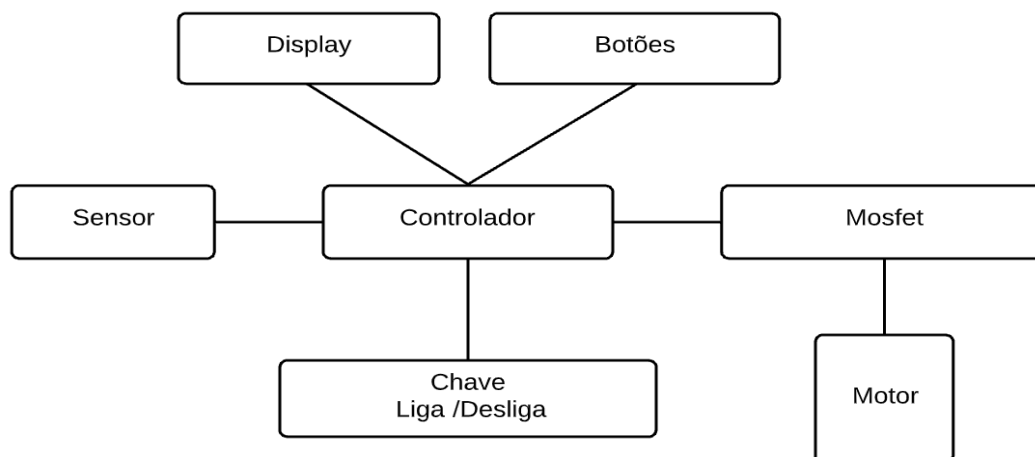 Display
Botões
Sensor
Controlador
Mosfet
Chave
Liga /Desliga
Motor